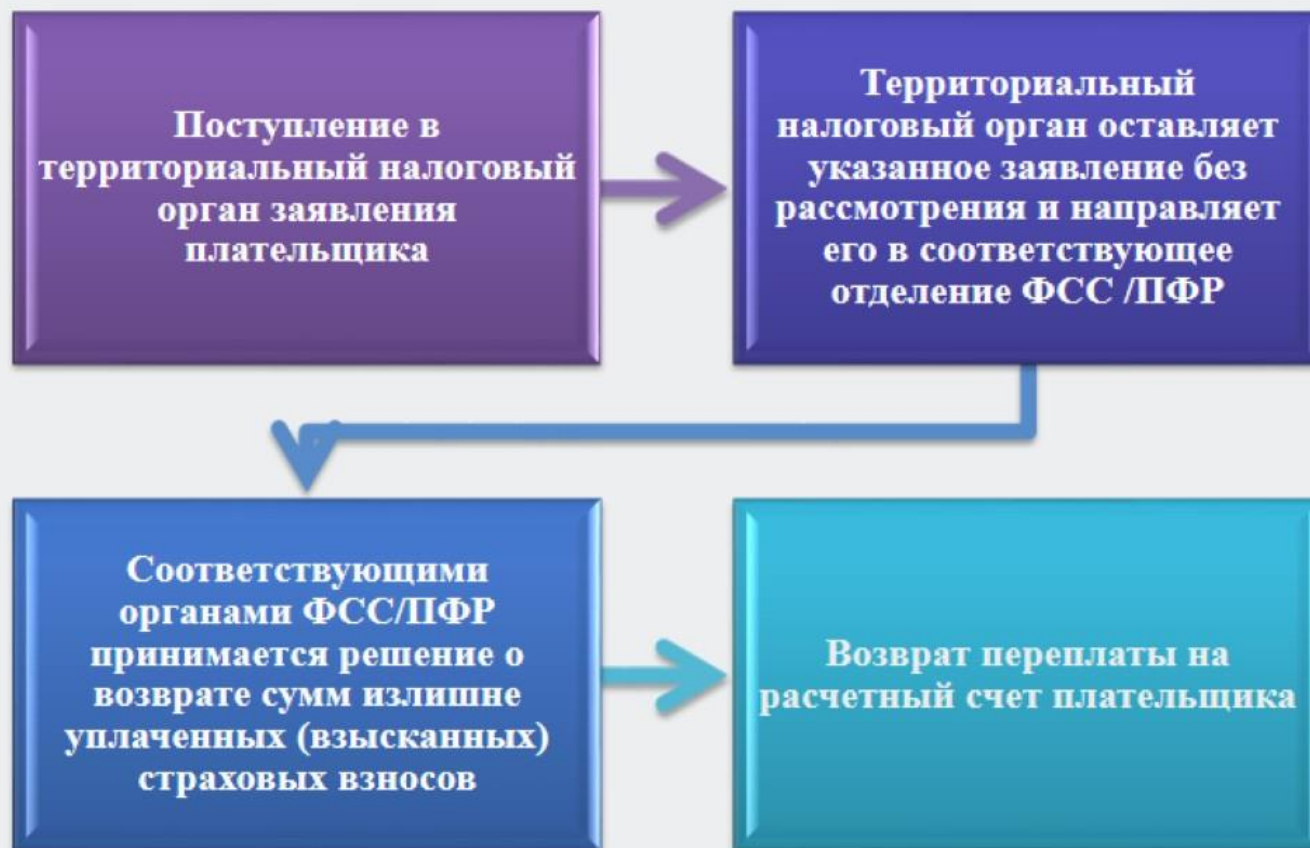 Поступление в
территориальный налоговый
орган заявления
плательщика
Территориальный
налоговый орган оставляет
указанное заявление без
рассмотрения и направляет
его в соответствующее
отделение ФСС /ПФР
Соответствующими
органами ФСС/ПФР
принимается решение о
возврате сумм излишне
уплаченных (взысканных)
страховых взносов
Возврат переплаты на
расчетный счет плательщика